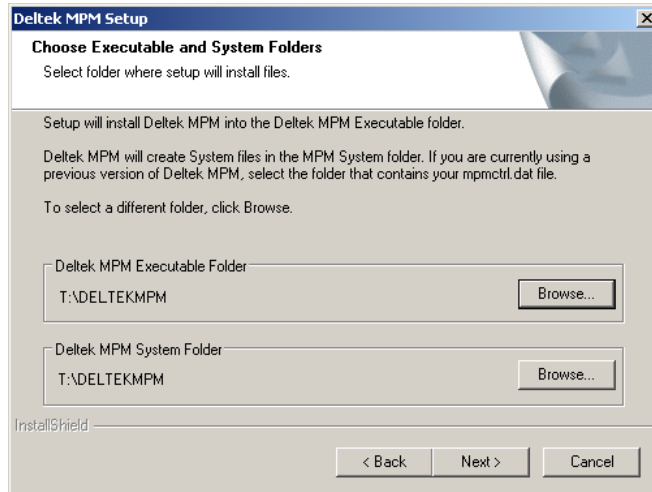 Deltek MPM Setup
Choose Executable and System Folders
Select folder where setup will install files.
Setup will install Deltek MPM into the Deltek MPM Executable folder.
Deltek MPM will create System files in the MPM System folder. If you are currently using a
previous version of Deltek MPM, select the folder that contains your mpmctrl.dat file.
To select a different folder, click Browse.
Deltek MPM Executable Folder
T:\DELTEKMPM
Browse...
Deltek MPM System Folder
T:\DELTEKMPM
Browse...
InstallShield
< Back
Next >
Cancel